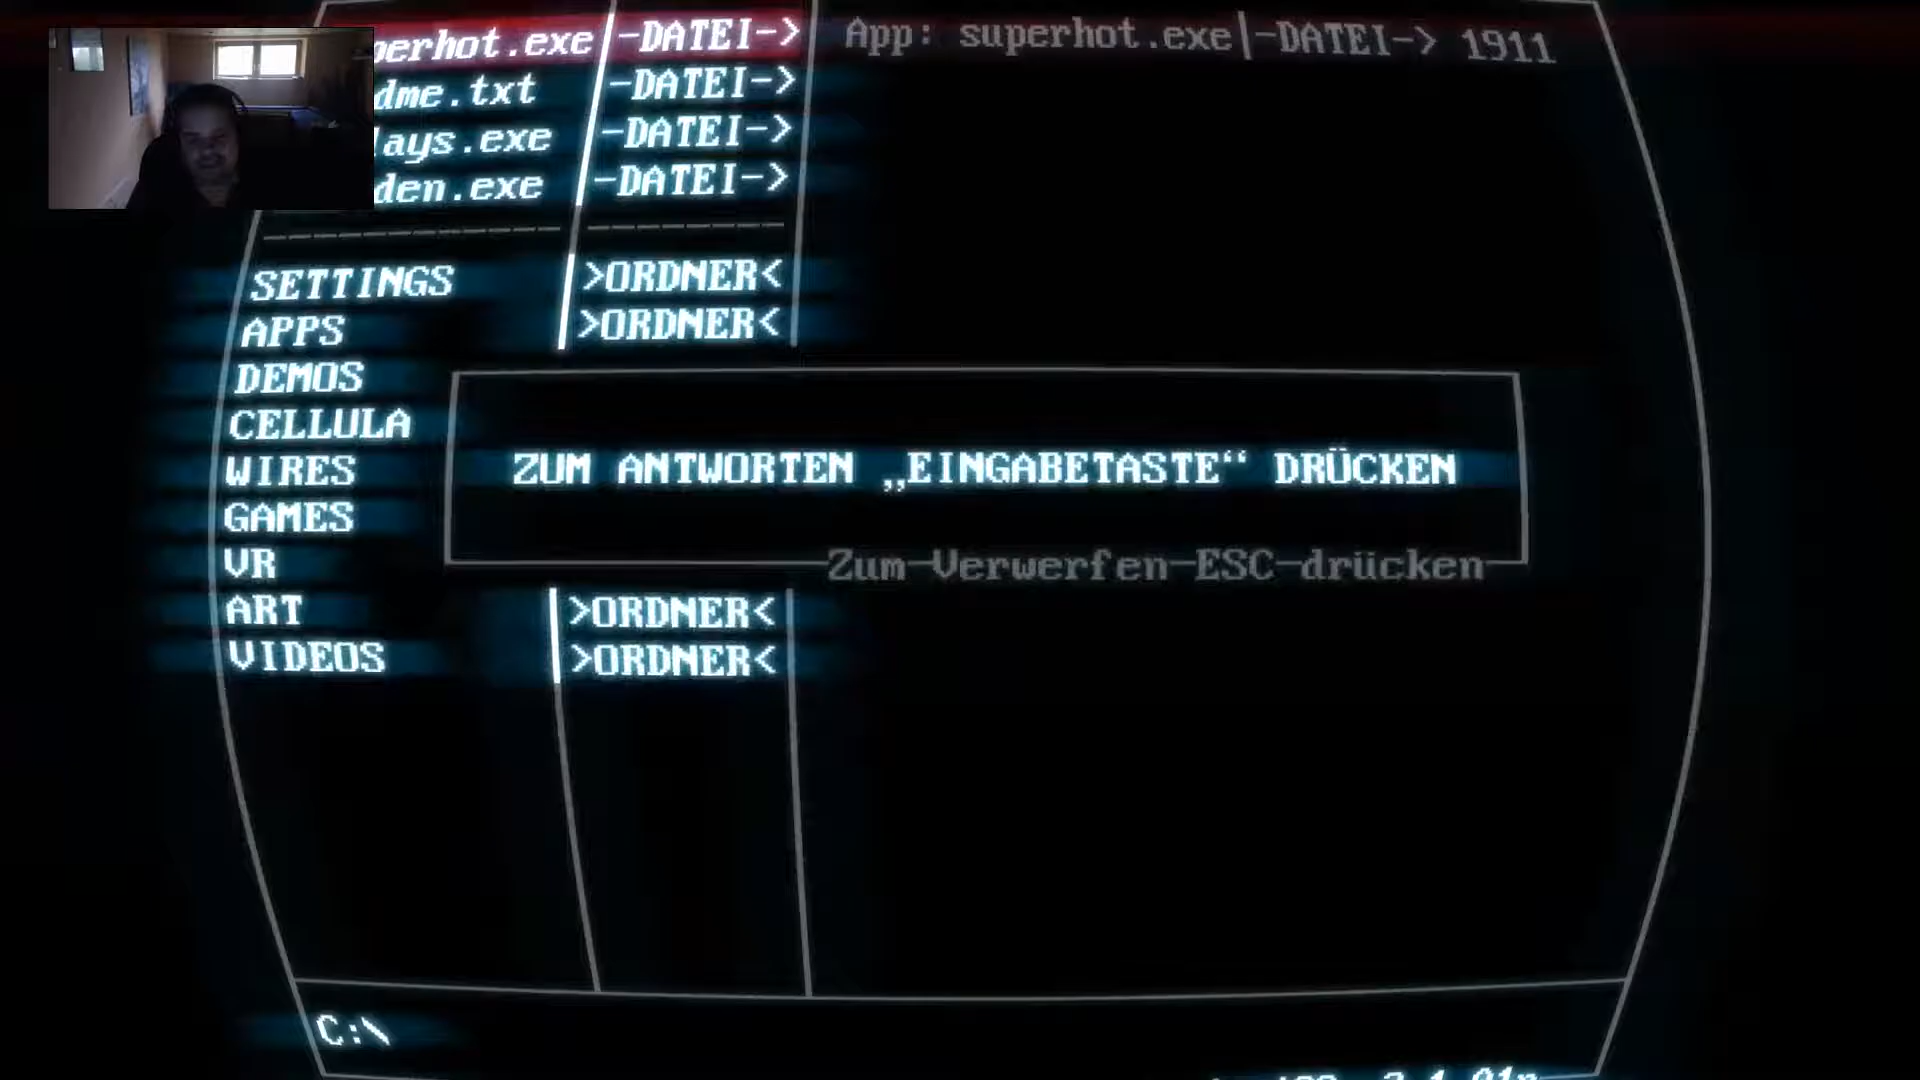 perhot.exe -DATEI-> App: superhot.exe -DATEI-> 1911
dme.txt -DATEI->
lays.exe -DATEI->
den.exe -DATEI->
SETTINGS >ORDNER<
APPS >ORDNER<
DEMOS
CELLULA
WIRES
GAMES
VR
ART >ORDNER<
VIDEOS >ORDNER<
ZUM ANTWORTEN „EINGABETASTE“ DRÜCKEN
Zum Verwerfen ESC drücken
C:\